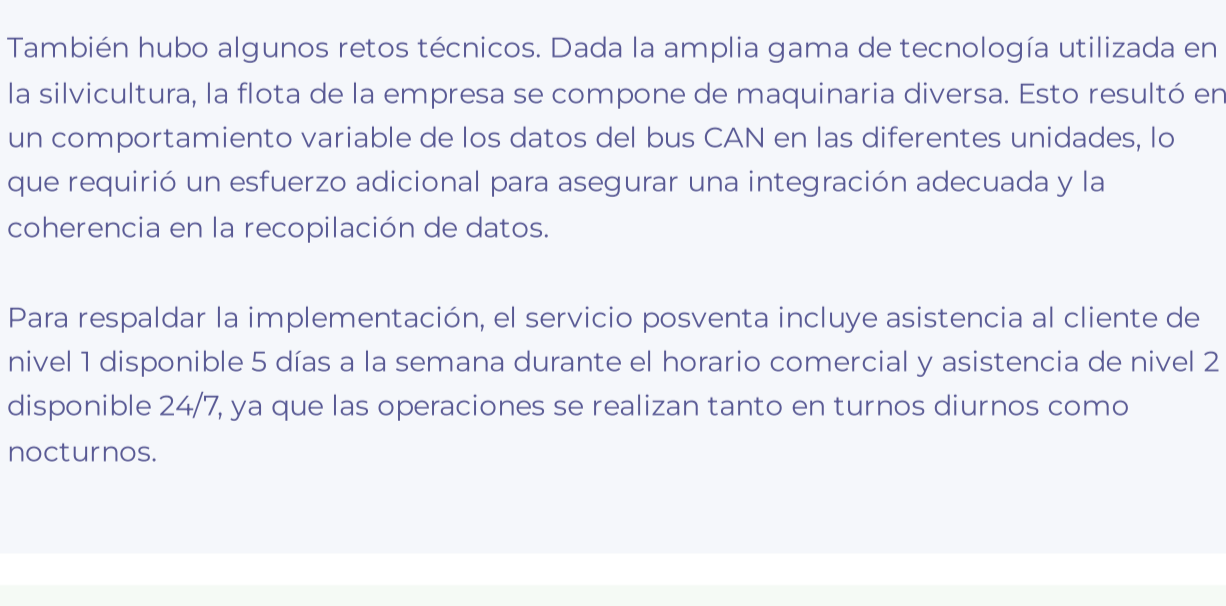 También hubo algunos retos técnicos. Dada la amplia gama de tecnología utilizada en
la silvicultura, la flota de la empresa se compone de maquinaria diversa. Esto resultó en
un comportamiento variable de los datos del bus CAN en las diferentes unidades, lo
que requirió un esfuerzo adicional para asegurar una integración adecuada y la
coherencia en la recopilación de datos.
Para respaldar la implementación, el servicio posventa incluye asistencia al cliente de
nivel 1 disponible 5 días a la semana durante el horario comercial y asistencia de nivel 2
disponible 24/7, ya que las operaciones se realizan tanto en turnos diurnos como
nocturnos.